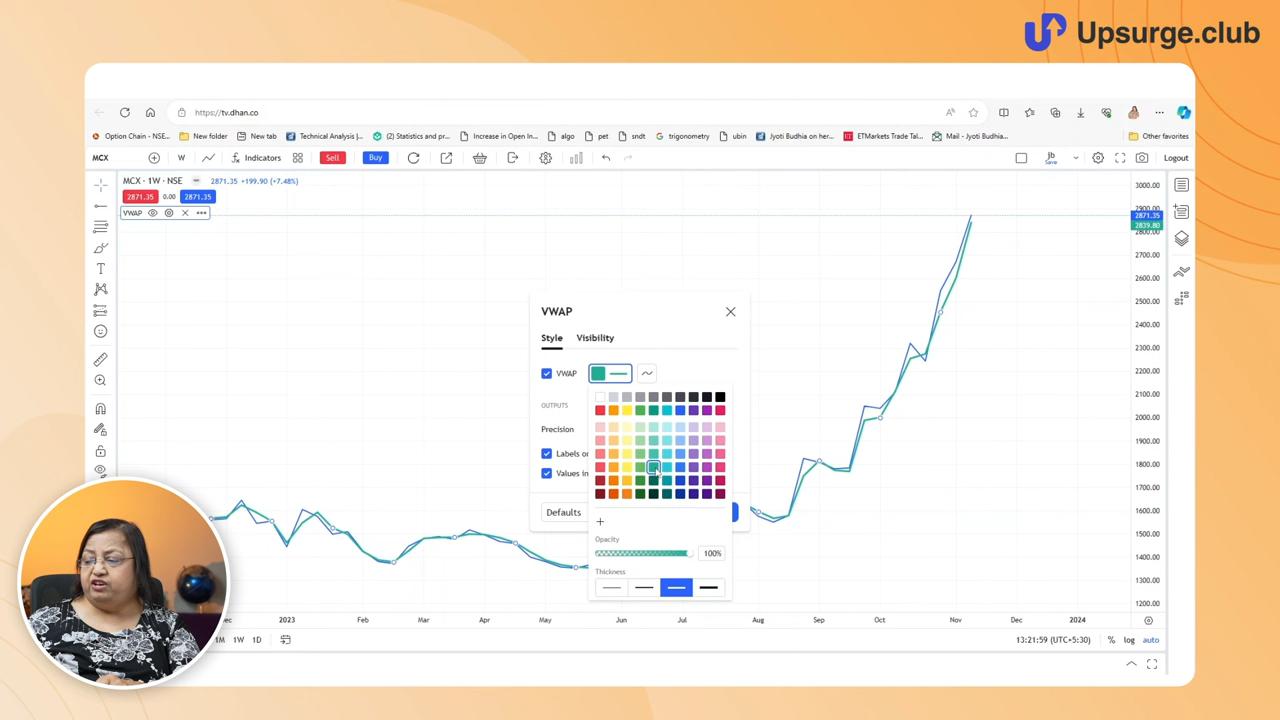 Upsurge.club
https://tv.dhan.co
Option Chain - NSE... New folder New tab Technical Analysis |... (2) Statistics and pr... Increase in Open In... algo pet sndt trigonometry ubin Jyoti Budhia on her... ET ETMarkets Trade Tal... Mail - Jyoti Budhia... Other favorites
MCX W Indicators Sell Buy jb Save Logout
MCX · 1W · NSE 2871.35 +199.90 (+7.48%)
2871.35 0.00 2871.35
VWAP
3000.00
2900.00
2871.35
2839.80
2800.00
2700.00
2600.00
2500.00
2400.00
2300.00
2200.00
2100.00
2000.00
1900.00
1800.00
1700.00
1600.00
1500.00
1400.00
1300.00
1200.00
VWAP
Style Visibility
VWAP
OUTPUTS
Precision
Labels o
Values in
Defaults
Opacity
100%
Thickness
2023 Feb Mar Apr May Jun Jul Aug Sep Oct Nov Dec 2024
1M 1W 1D 13:21:59 (UTC+5:30) % log auto